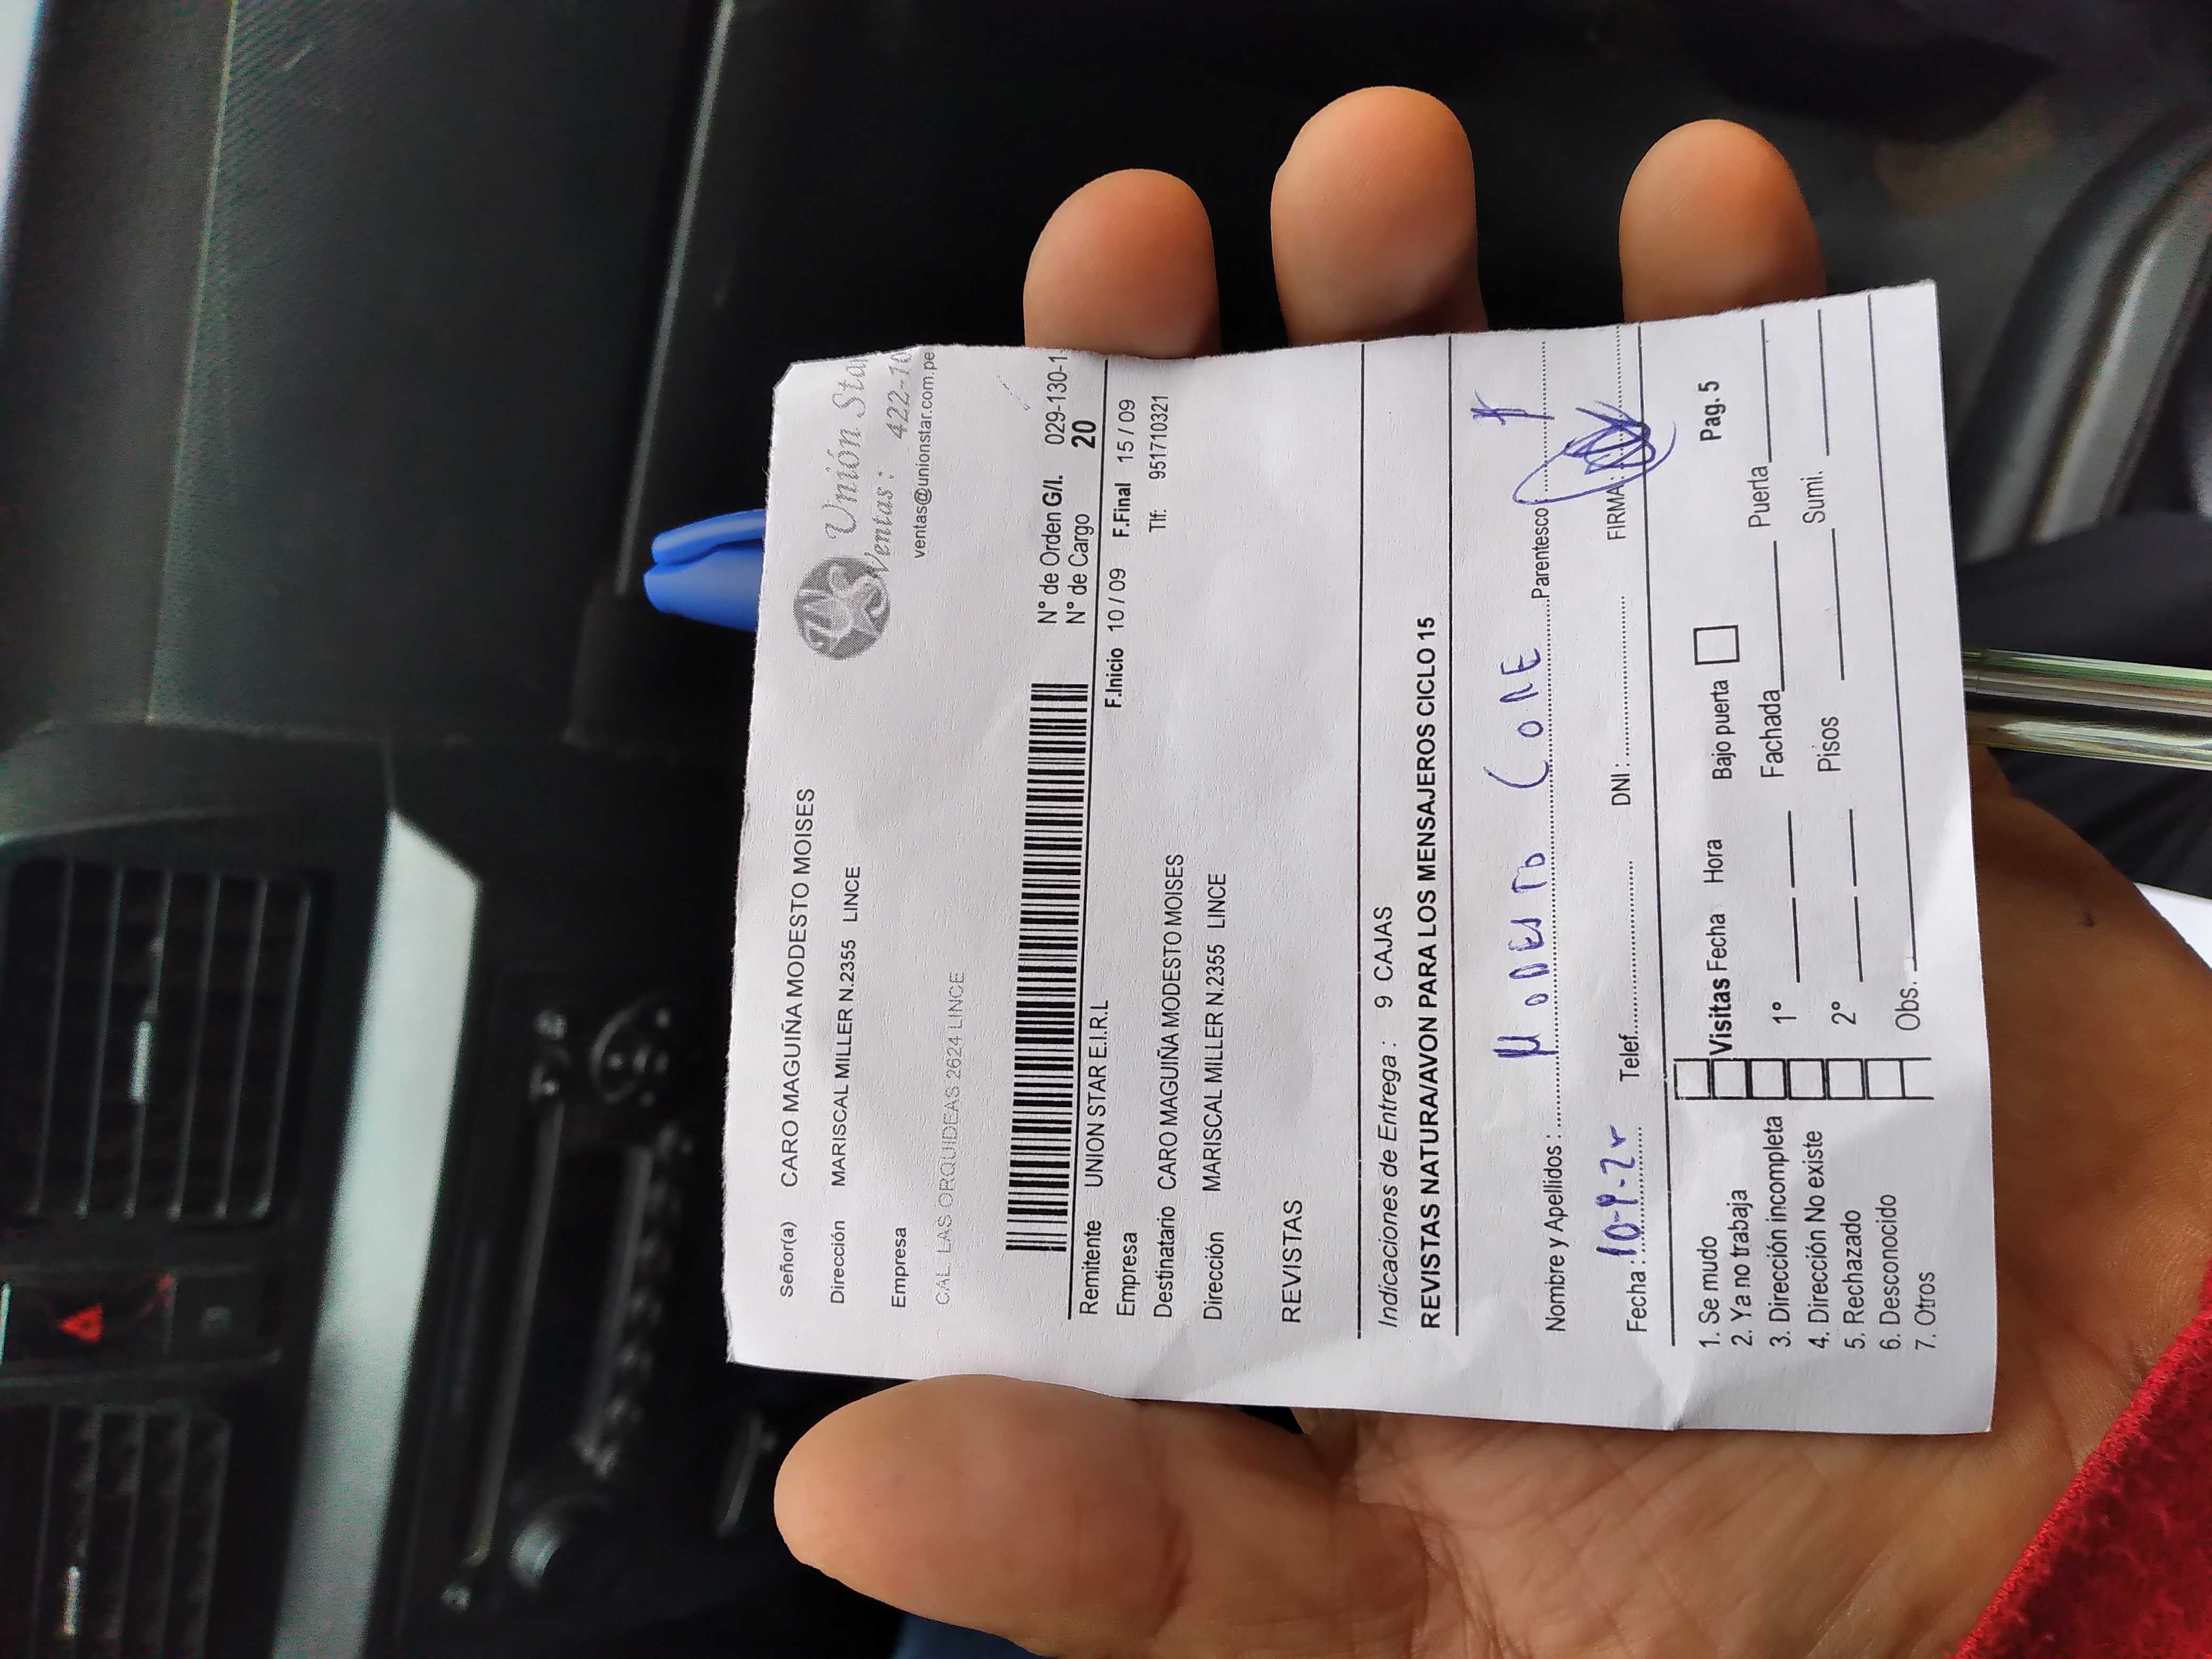 Señor(a) CARO MAGUIÑA MODESTO MOISES
Dirección MARISCAL MILLER N.2355 LINCE
Empresa
CAL. LAS ORQUIDEAS 2624 LINCE
Unión Star
Ventas: 422-10
ventas@unionstar.com.pe
N° de Orden G/I. 029-130-1
N° de Cargo 20
Remitente UNION STAR E.I.R.L
F.Inicio 10 / 09 F.Final 15 / 09
Empresa
Tlf: 951710321
Destinatario CARO MAGUIÑA MODESTO MOISES
Dirección MARISCAL MILLER N.2355 LINCE
REVISTAS
Indicaciones de Entrega : 9 CAJAS
REVISTAS NATURA/AVON PARA LOS MENSAJEROS CICLO 15
Nombre y Apellidos : MODESTO Parentesco
Fecha : Telef. DNI : FIRMA:
1. Se mudo
2. Ya no trabaja
3. Dirección incompleta
4. Dirección No existe
5. Rechazado
6. Desconocido
7. Otros
Visitas Fecha Hora Bajo puerta Pag. 5
1° Fachada Puerta
2° Pisos Sumi.
Obs.